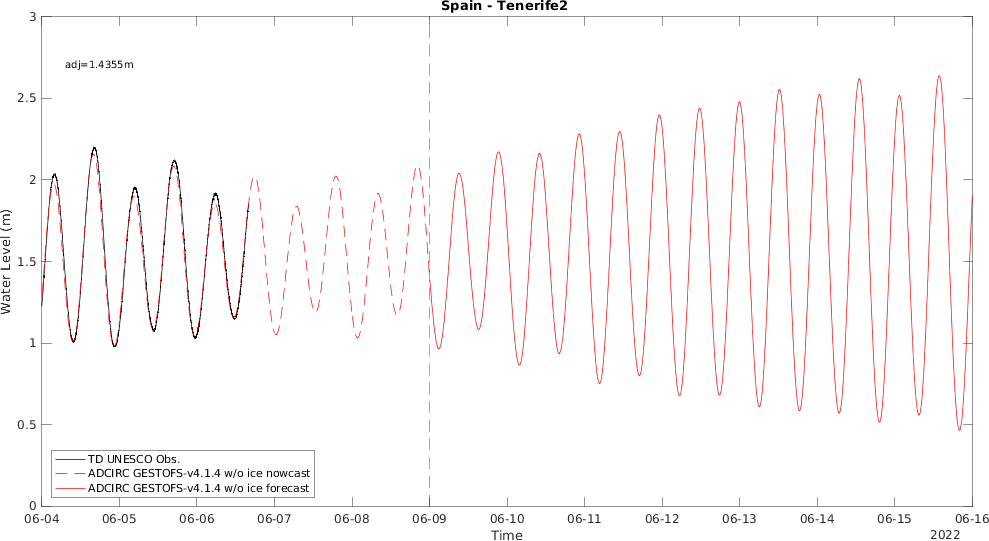 Spain - Tenerife2
adj=1.4355m
3
2.5
2
1.5
1
0.5
0
Water Level (m)
TD UNESCO Obs.
ADCIRC GESTOFS-v4.1.4 w/o ice nowcast
ADCIRC GESTOFS-v4.1.4 w/o ice forecast
06-04 06-05 06-06 06-07 06-08 06-09 06-10 06-11 06-12 06-13 06-14 06-15 06-16
Time
2022